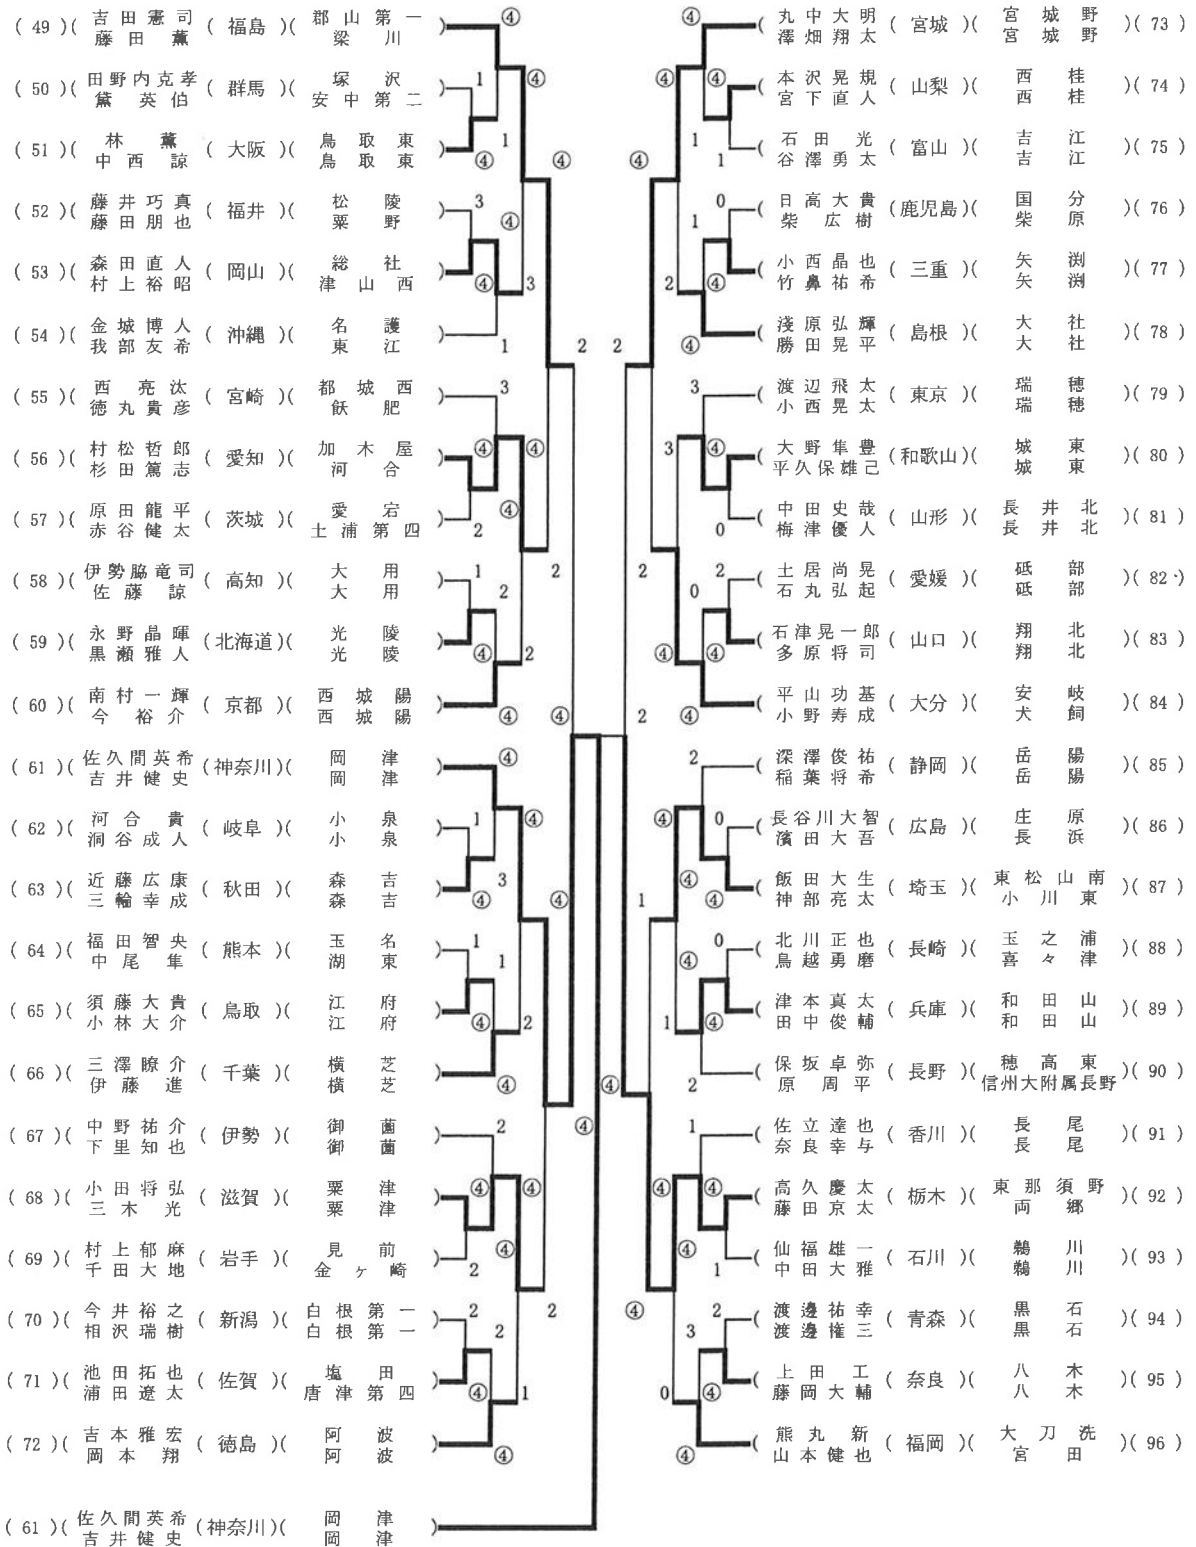 ( 49 )( 吉田憲司 藤田薫 ( 福島 )( 郡山第一 梁川 )
( 50 )( 田野内克孝 黛英伯 ( 群馬 )( 塚沢 安中第二 )
( 51 )( 林薫 中西諒 ( 大阪 )( 鳥取東 鳥取東 )
( 52 )( 藤井巧真 藤田朋也 ( 福井 )( 松陵 粟野 )
( 53 )( 森田直人 村上裕昭 ( 岡山 )( 総社 津山西 )
( 54 )( 金城博人 我部友希 ( 沖縄 )( 名護 東江 )
( 55 )( 西亮汰 徳丸貴彦 ( 宮崎 )( 都城西 飫肥 )
( 56 )( 村松哲郎 杉田篤志 ( 愛知 )( 加木屋 河合 )
( 57 )( 原田龍平 赤谷健太 ( 茨城 )( 愛宕 土浦第四 )
( 58 )( 伊勢脇竜司 佐藤諒 ( 高知 )( 大用 大用 )
( 59 )( 永野晶暉 黒瀬雅人 (北海道)( 光陵 光陵 )
( 60 )( 南村一輝 今裕介 ( 京都 )( 西城陽 西城陽 )
( 61 )( 佐久間英希 吉井健史 (神奈川)( 岡津 岡津 )
( 62 )( 河合貴 洞谷成人 ( 岐阜 )( 小泉 小泉 )
( 63 )( 近藤広康 三輪幸成 ( 秋田 )( 森吉 森吉 )
( 64 )( 福田智央 中尾隼 ( 熊本 )( 玉名 湖東 )
( 65 )( 須藤大貴 小林大介 ( 鳥取 )( 江府 江府 )
( 66 )( 三澤瞭介 伊藤進 ( 千葉 )( 横芝 横芝 )
( 67 )( 中野祐介 下里知也 ( 伊勢 )( 御薗 御薗 )
( 68 )( 小田将弘 三木光 ( 滋賀 )( 粟津 粟津 )
( 69 )( 村上郁麻 千田大地 ( 岩手 )( 見前 金ヶ崎 )
( 70 )( 今井裕之 相沢瑞樹 ( 新潟 )( 白根第一 白根第一 )
( 71 )( 池田拓也 浦田遼太 ( 佐賀 )( 塩田 唐津第四 )
( 72 )( 吉本雅宏 岡本翔 ( 徳島 )( 阿波 阿波 )
( 61 )( 佐久間英希 吉井健史 (神奈川)( 岡津 岡津 )
( 丸中大明 澤畑翔太 ( 宮城 )( 宮城野 宮城野 )( 73 )
( 本沢晃規 宮下直人 ( 山梨 )( 西桂 西桂 )( 74 )
( 石田光 谷澤勇太 ( 富山 )( 吉江 吉江 )( 75 )
( 日高大貴 柴広樹 (鹿児島)( 国分 柴原 )( 76 )
( 小西晶也 竹鼻祐希 ( 三重 )( 矢渕 矢渕 )( 77 )
( 淺原弘輝 勝田晃平 ( 島根 )( 大社 大社 )( 78 )
( 渡辺飛太 小西晃太 ( 東京 )( 瑞穂 瑞穂 )( 79 )
( 大野隼豊 平久保雄己 (和歌山)( 城東 城東 )( 80 )
( 中田史哉 梅津優人 ( 山形 )( 長井北 長井北 )( 81 )
( 土居尚晃 石丸弘起 ( 愛媛 )( 砥部 砥部 )( 82 )
( 石津晃一郎 多原将司 ( 山口 )( 翔北 翔北 )( 83 )
( 平山功基 小野寿成 ( 大分 )( 安岐 犬飼 )( 84 )
( 深澤俊祐 稲葉将希 ( 静岡 )( 岳陽 岳陽 )( 85 )
( 長谷川大智 濱田大吾 ( 広島 )( 庄原 長浜 )( 86 )
( 飯田大生 神部亮太 ( 埼玉 )( 東松山南 小川東 )( 87 )
( 北川正也 鳥越勇磨 ( 長崎 )( 玉之浦 喜々津 )( 88 )
( 津本真太 田中俊輔 ( 兵庫 )( 和田山 和田山 )( 89 )
( 保坂卓弥 原周平 ( 長野 )( 穂高東 信州大附属長野 )( 90 )
( 佐立達也 奈良幸与 ( 香川 )( 長尾 長尾 )( 91 )
( 高久慶太 藤田京太 ( 栃木 )( 東那須野 両郷 )( 92 )
( 仙福雄一 中田大雅 ( 石川 )( 鵜川 鵜川 )( 93 )
( 渡邊祐幸 渡邊権三 ( 青森 )( 黒石 黒石 )( 94 )
( 上田工 藤岡大輔 ( 奈良 )( 八木 八木 )( 95 )
( 熊丸新 山本健也 ( 福岡 )( 大刀洗 宮田 )( 96 )